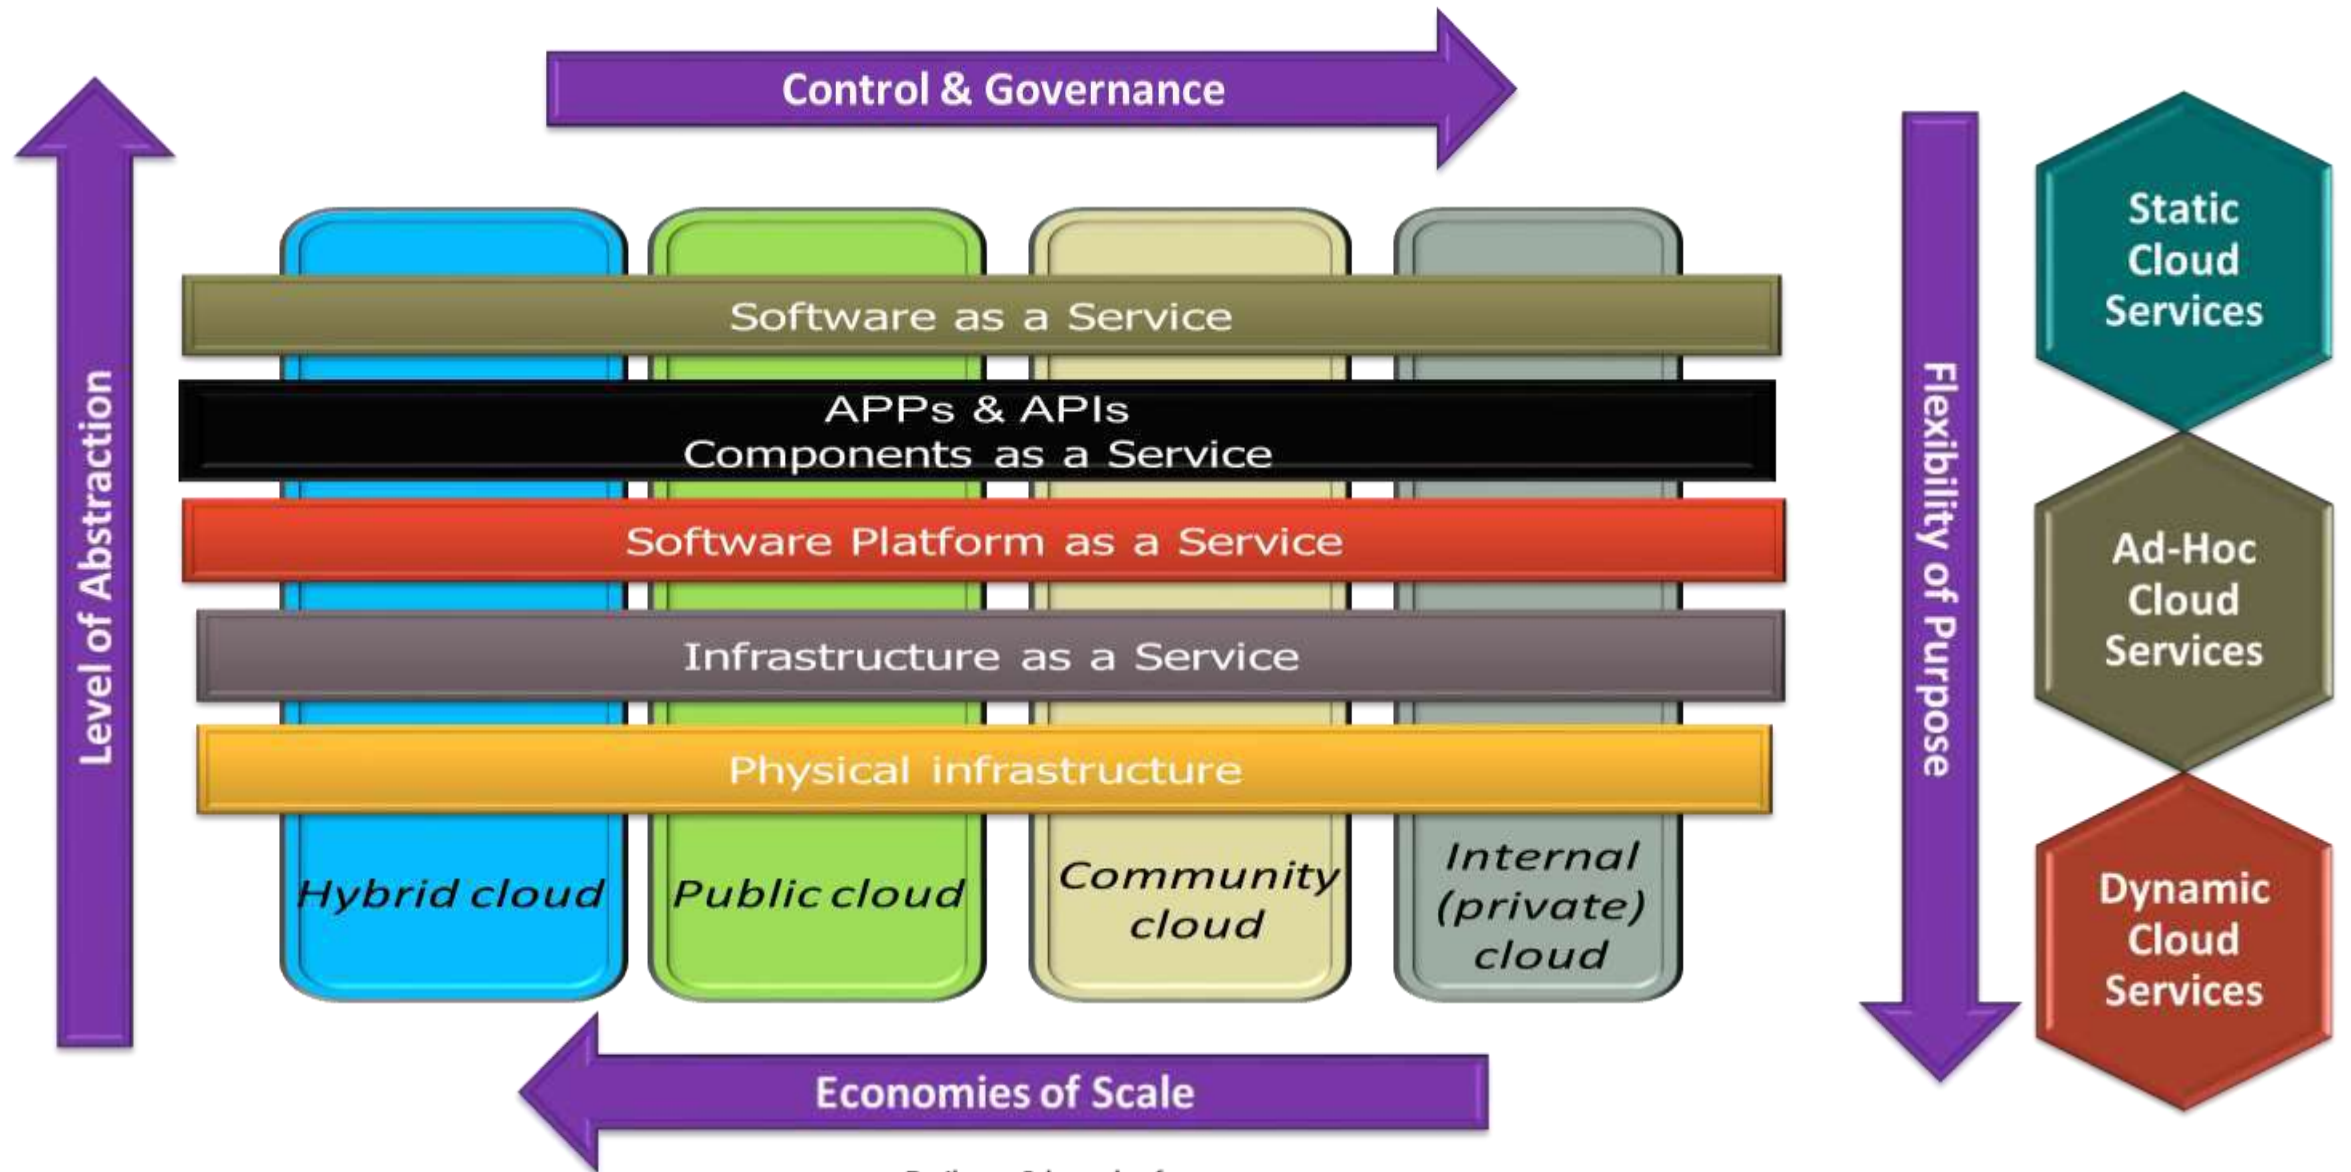 Control & Governance
Level of Abstraction
Software as a Service
APPs & APIs
Components as a Service
Software Platform as a Service
Infrastructure as a Service
Physical infrastructure
Hybrid cloud
Public cloud
Community
cloud
Internal
(private)
cloud
Economies of Scale
Flexibility of Purpose
Static
Cloud
Services
Ad-Hoc
Cloud
Services
Dynamic
Cloud
Services